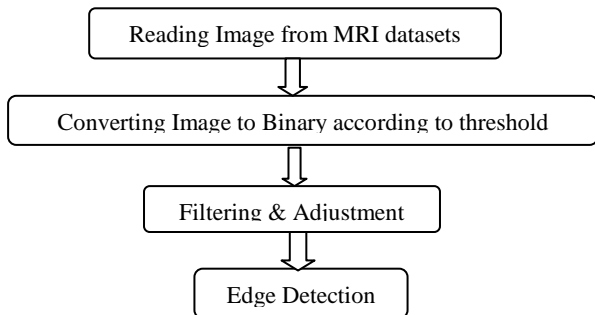 Reading Image from MRI datasets
Converting Image to Binary according to threshold
Filtering & Adjustment
Edge Detection